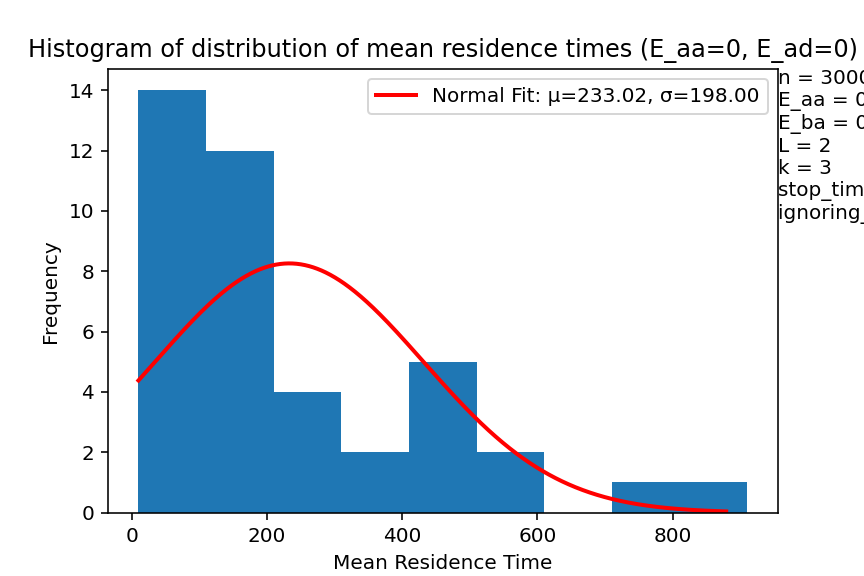 Histogram of distribution of mean residence times (E_aa=0, E_ad=0)
Normal Fit: μ=233.02, σ=198.00
n = 3000
E_aa = 0
E_ba = 0
L = 2
k = 3
stop_tim
ignoring_
14
12
10
8
6
4
2
0
Frequency
0 200 400 600 800
Mean Residence Time